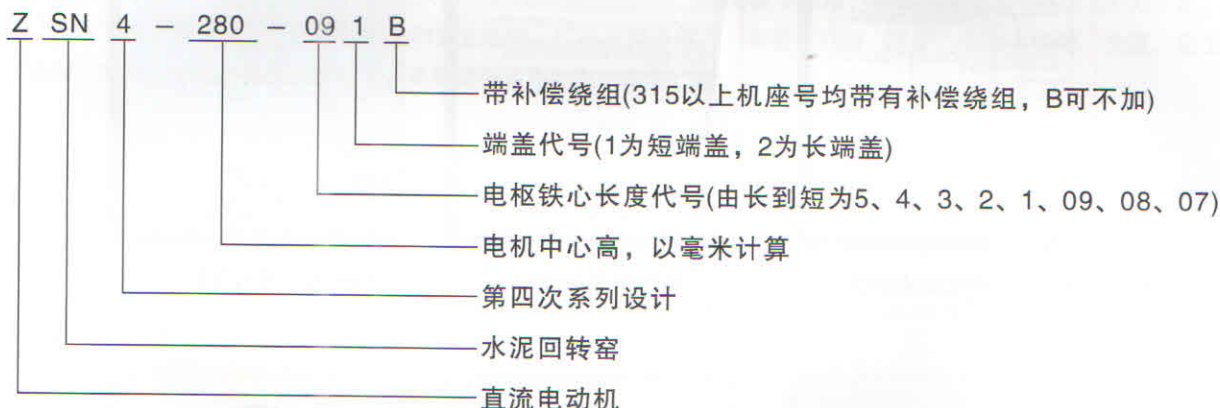 Z SN 4 - 280 - 09 1 B
带补偿绕组(315以上机座号均带有补偿绕组，B可不加)
端盖代号(1为短端盖，2为长端盖)
电枢铁心长度代号(由长到短为5、4、3、2、1、09、08、07)
电机中心高，以毫米计算
第四次系列设计
水泥回转窑
直流电动机